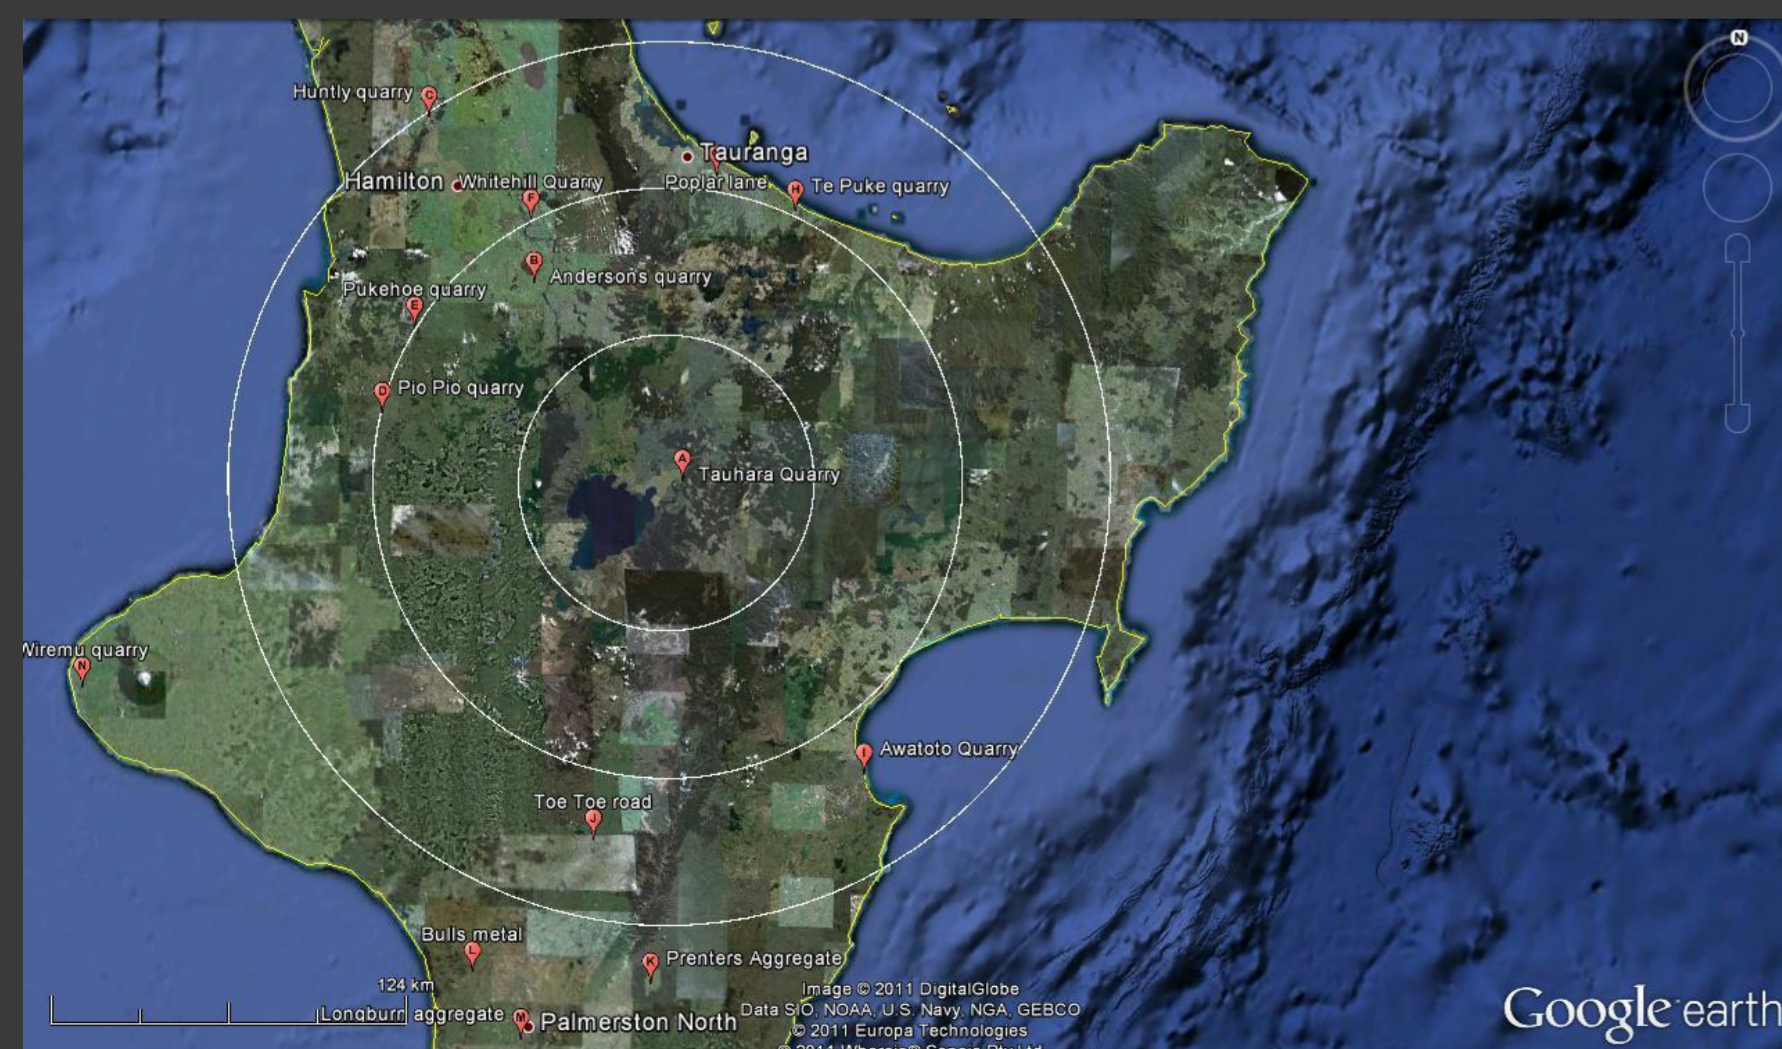 N
Huntly quarry
C
Tauranga
Hamilton
Whitehill Quarry
Poplar lane
Te Puke quarry
F
H
B
Andersons quarry
Pukehoe quarry
E
D
Pio Pio quarry
A
Tauhara Quarry
Wiremu quarry
N
I
Awatoto Quarry
Toe Toe road
J
Bulls metal
L
K
Prenters Aggregate
124 km
Longburn aggregate
M
Palmerston North
Image © 2011 DigitalGlobe
Data SIO, NOAA, U.S. Navy, NGA, GEBCO
© 2011 Europa Technologies
Google earth